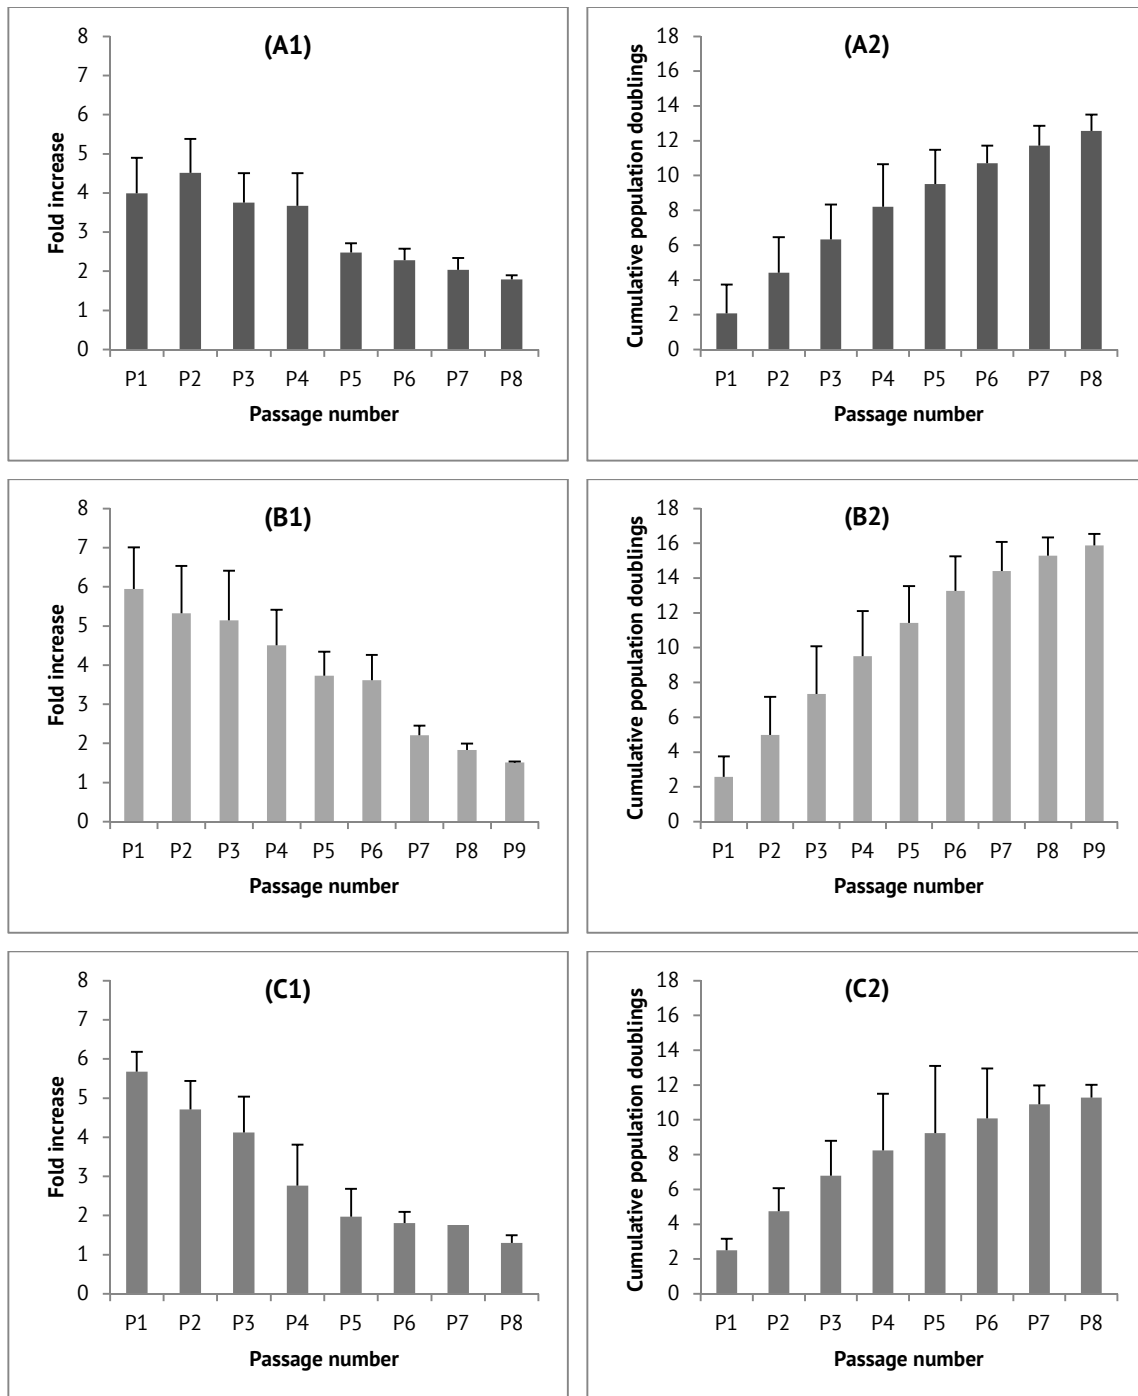 (A1)
Fold increase
8
7
6
5
4
3
2
1
0
P1 P2 P3 P4 P5 P6 P7 P8
Passage number
(A2)
Cumulative population doublings
18
16
14
12
10
8
6
4
2
0
P1 P2 P3 P4 P5 P6 P7 P8
Passage number
(B1)
Fold increase
8
7
6
5
4
3
2
1
0
P1 P2 P3 P4 P5 P6 P7 P8 P9
Passage number
(B2)
Cumulative population doublings
18
16
14
12
10
8
6
4
2
0
P1 P2 P3 P4 P5 P6 P7 P8 P9
Passage number
(C1)
Fold increase
8
7
6
5
4
3
2
1
0
P1 P2 P3 P4 P5 P6 P7 P8
Passage number
(C2)
Cumulative population doublings
18
16
14
12
10
8
6
4
2
0
P1 P2 P3 P4 P5 P6 P7 P8
Passage number